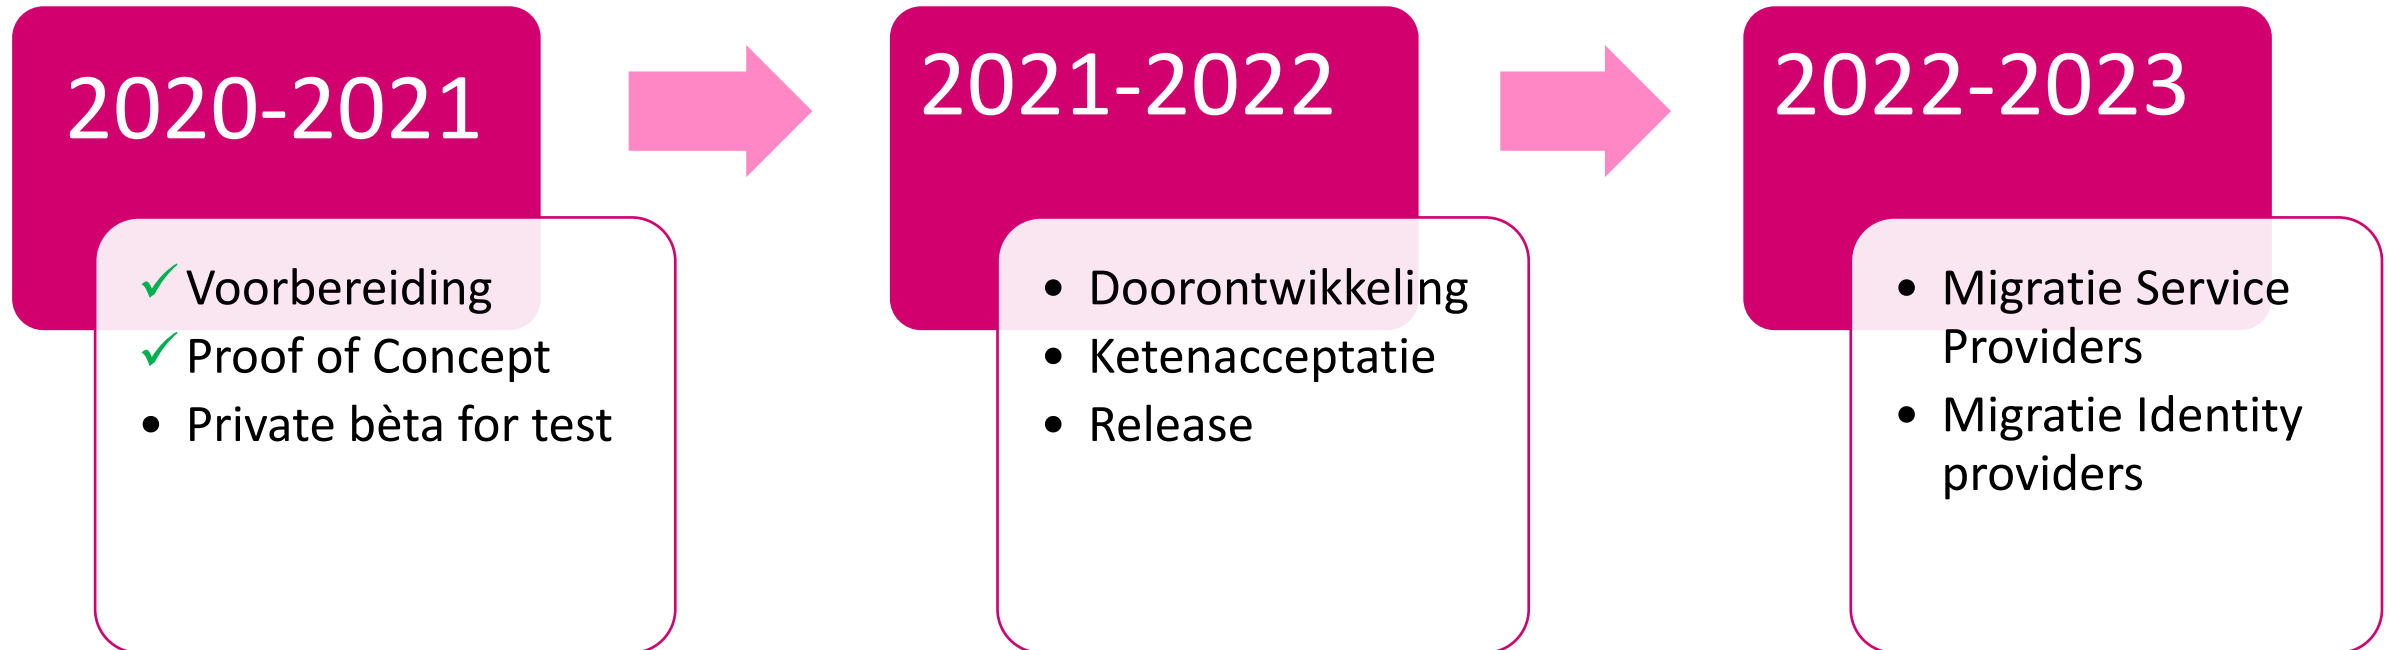 2020-2021
✓ Voorbereiding
✓ Proof of Concept
• Private bèta for test
2021-2022
• Doorontwikkeling
• Ketenacceptatie
• Release
2022-2023
• Migratie Service
Providers
• Migratie Identity
providers